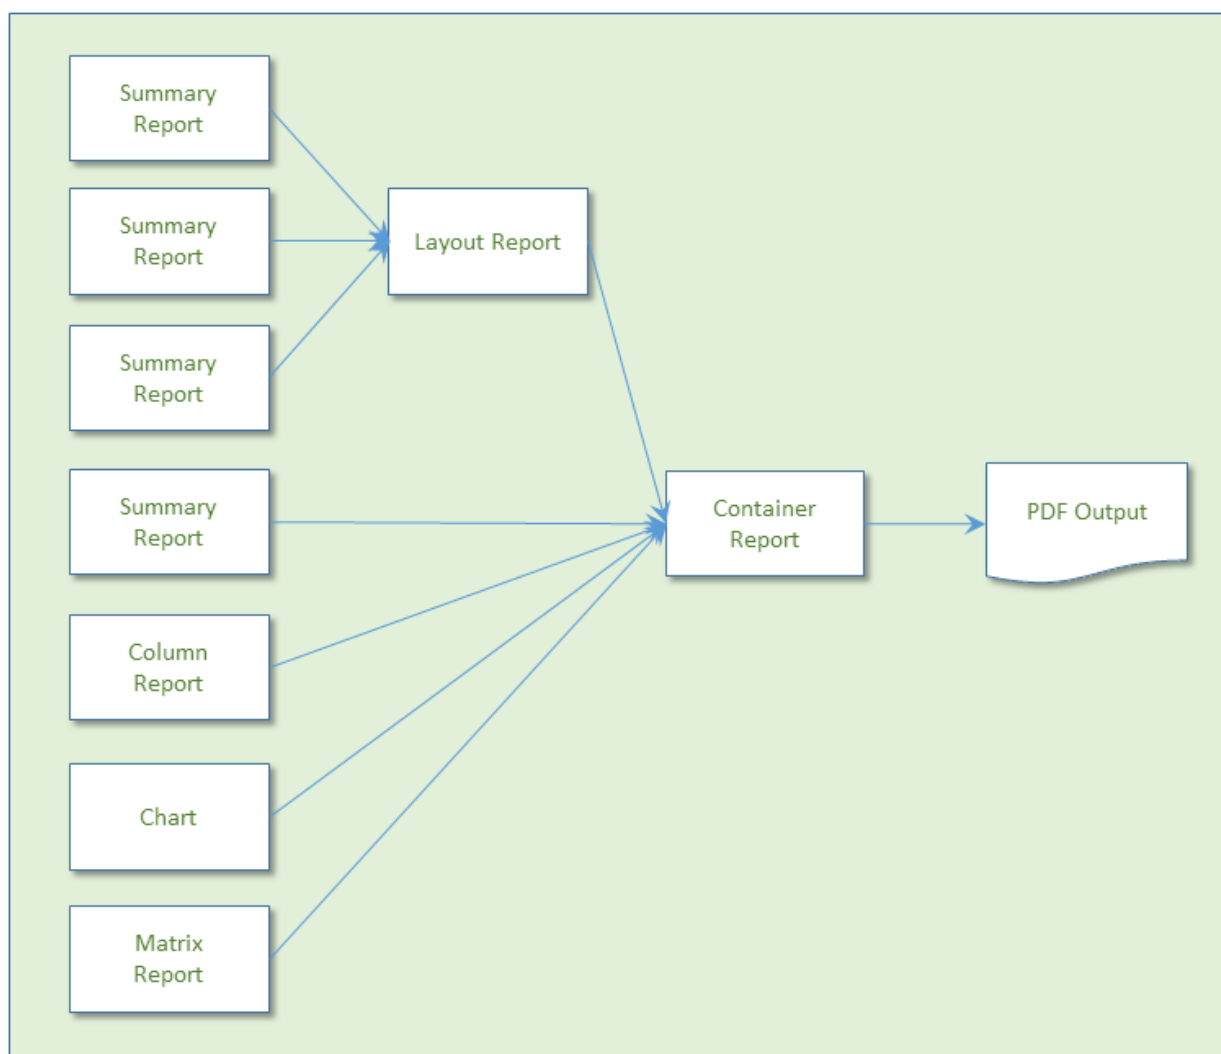 Summary
Report
Summary
Report
Layout Report
Summary
Report
Summary
Report
Container
Report
PDF Output
Column
Report
Chart
Matrix
Report